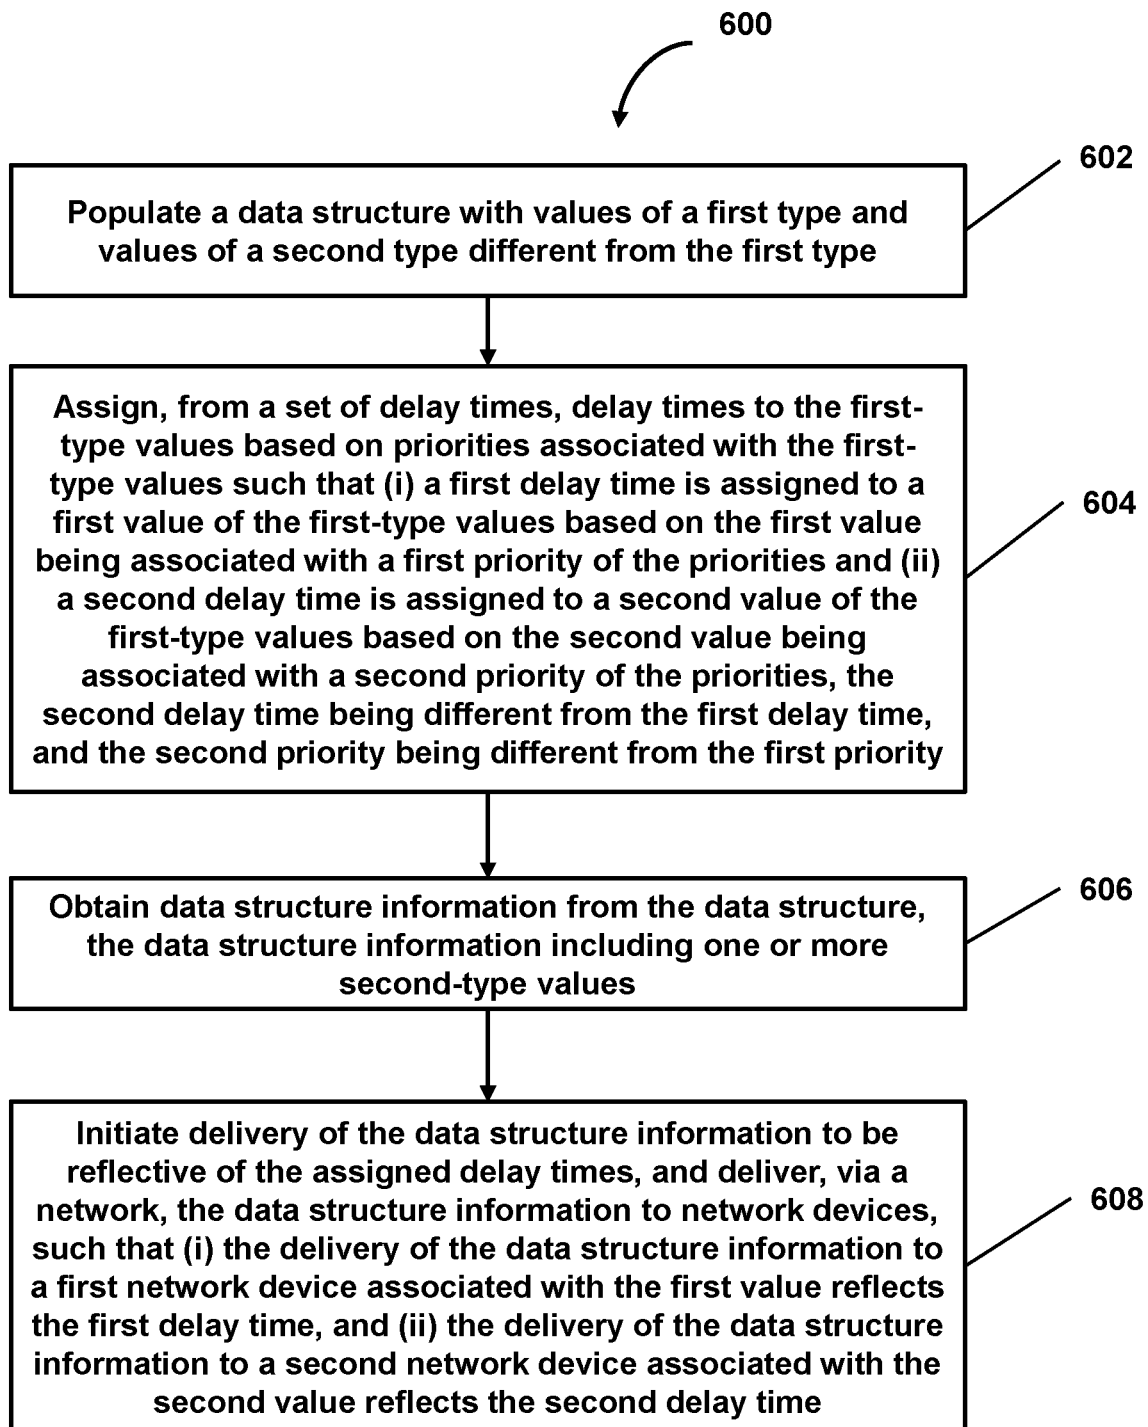 600
602
Populate a data structure with values of a first type and
values of a second type different from the first type
Assign, from a set of delay times, delay times to the first-
type values based on priorities associated with the first-
type values such that (i) a first delay time is assigned to a
first value of the first-type values based on the first value
being associated with a first priority of the priorities and (ii)
a second delay time is assigned to a second value of the
first-type values based on the second value being
associated with a second priority of the priorities, the
second delay time being different from the first delay time,
and the second priority being different from the first priority
604
606
Obtain data structure information from the data structure,
the data structure information including one or more
second-type values
Initiate delivery of the data structure information to be
reflective of the assigned delay times, and deliver, via a
network, the data structure information to network devices,
such that (i) the delivery of the data structure information to
a first network device associated with the first value reflects
the first delay time, and (ii) the delivery of the data structure
information to a second network device associated with the
second value reflects the second delay time
608